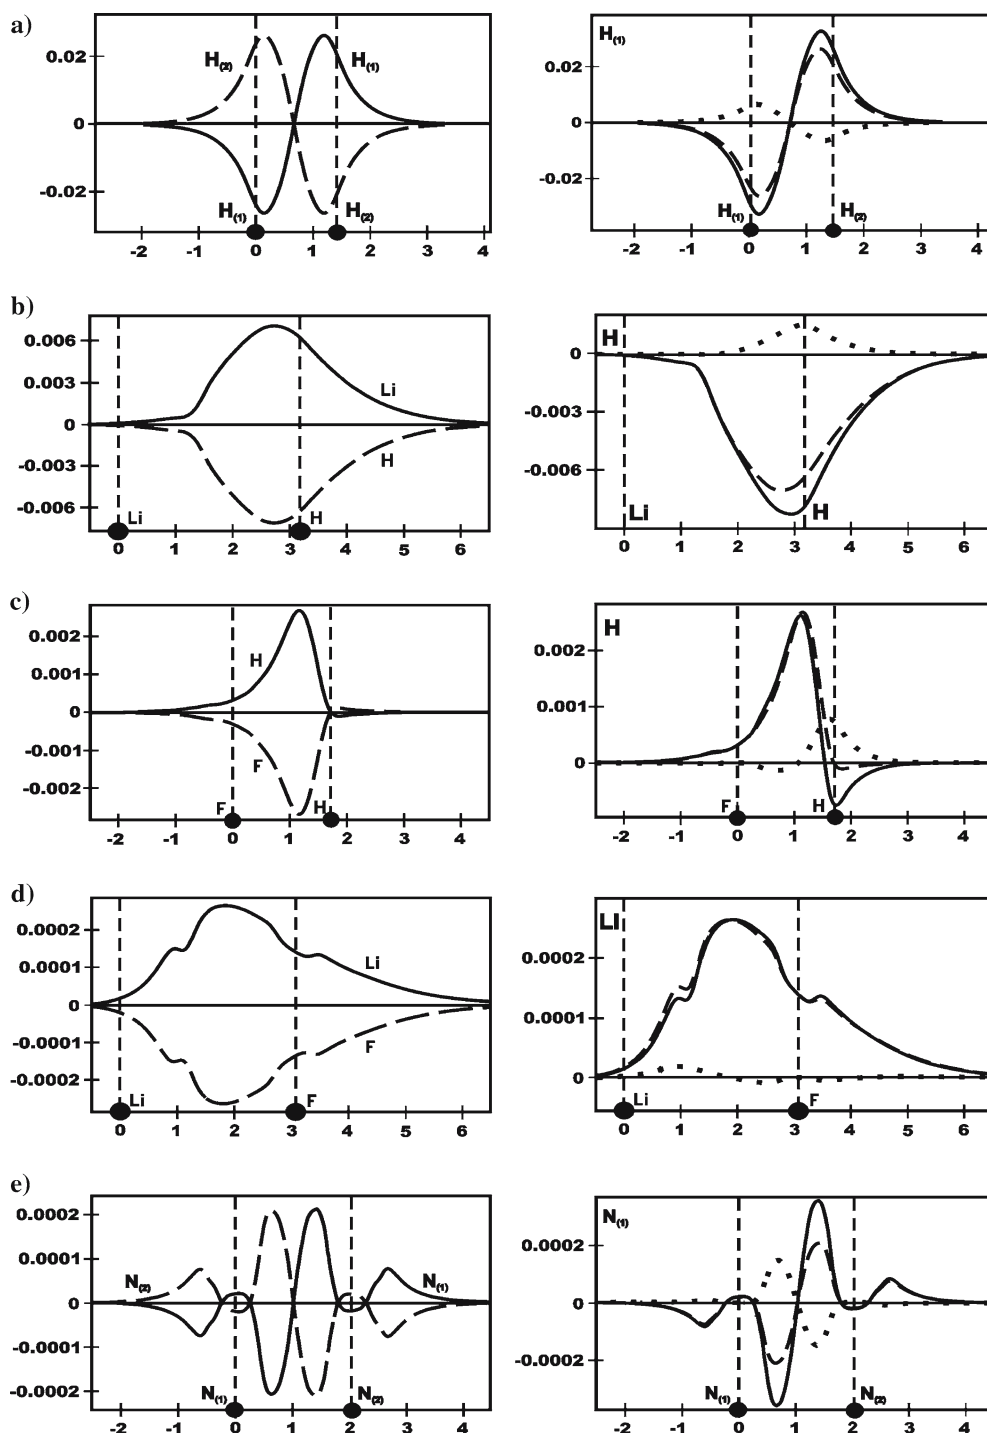 a)
0.02
0
-0.02
H(2)
H(1)
H(1)
H(2)
-2 -1 0 1 2 3 4
H(1)
0.02
0
-0.02
H(1)
H(2)
-2 -1 0 1 2 3 4
b)
0.006
0.003
0
-0.003
-0.006
Li
H
Li
H
0 1 2 3 4 5 6
H
0
-0.003
-0.006
Li
H
0 1 2 3 4 5 6
c)
0.002
0.001
0
-0.001
-0.002
H
F
F
H
-2 -1 0 1 2 3 4
H
0.002
0.001
0
F
H
-2 -1 0 1 2 3 4
d)
0.0002
0.0001
0
-0.0001
-0.0002
Li
F
Li
F
0 1 2 3 4 5 6
LI
0.0002
0.0001
0
Li
F
0 1 2 3 4 5 6
e)
0.0002
0.0001
0
-0.0001
-0.0002
N(2)
N(1)
N(1)
N(2)
-2 -1 0 1 2 3 4
N(1)
0.0002
0
-0.0002
N(1)
N(2)
-2 -1 0 1 2 3 4